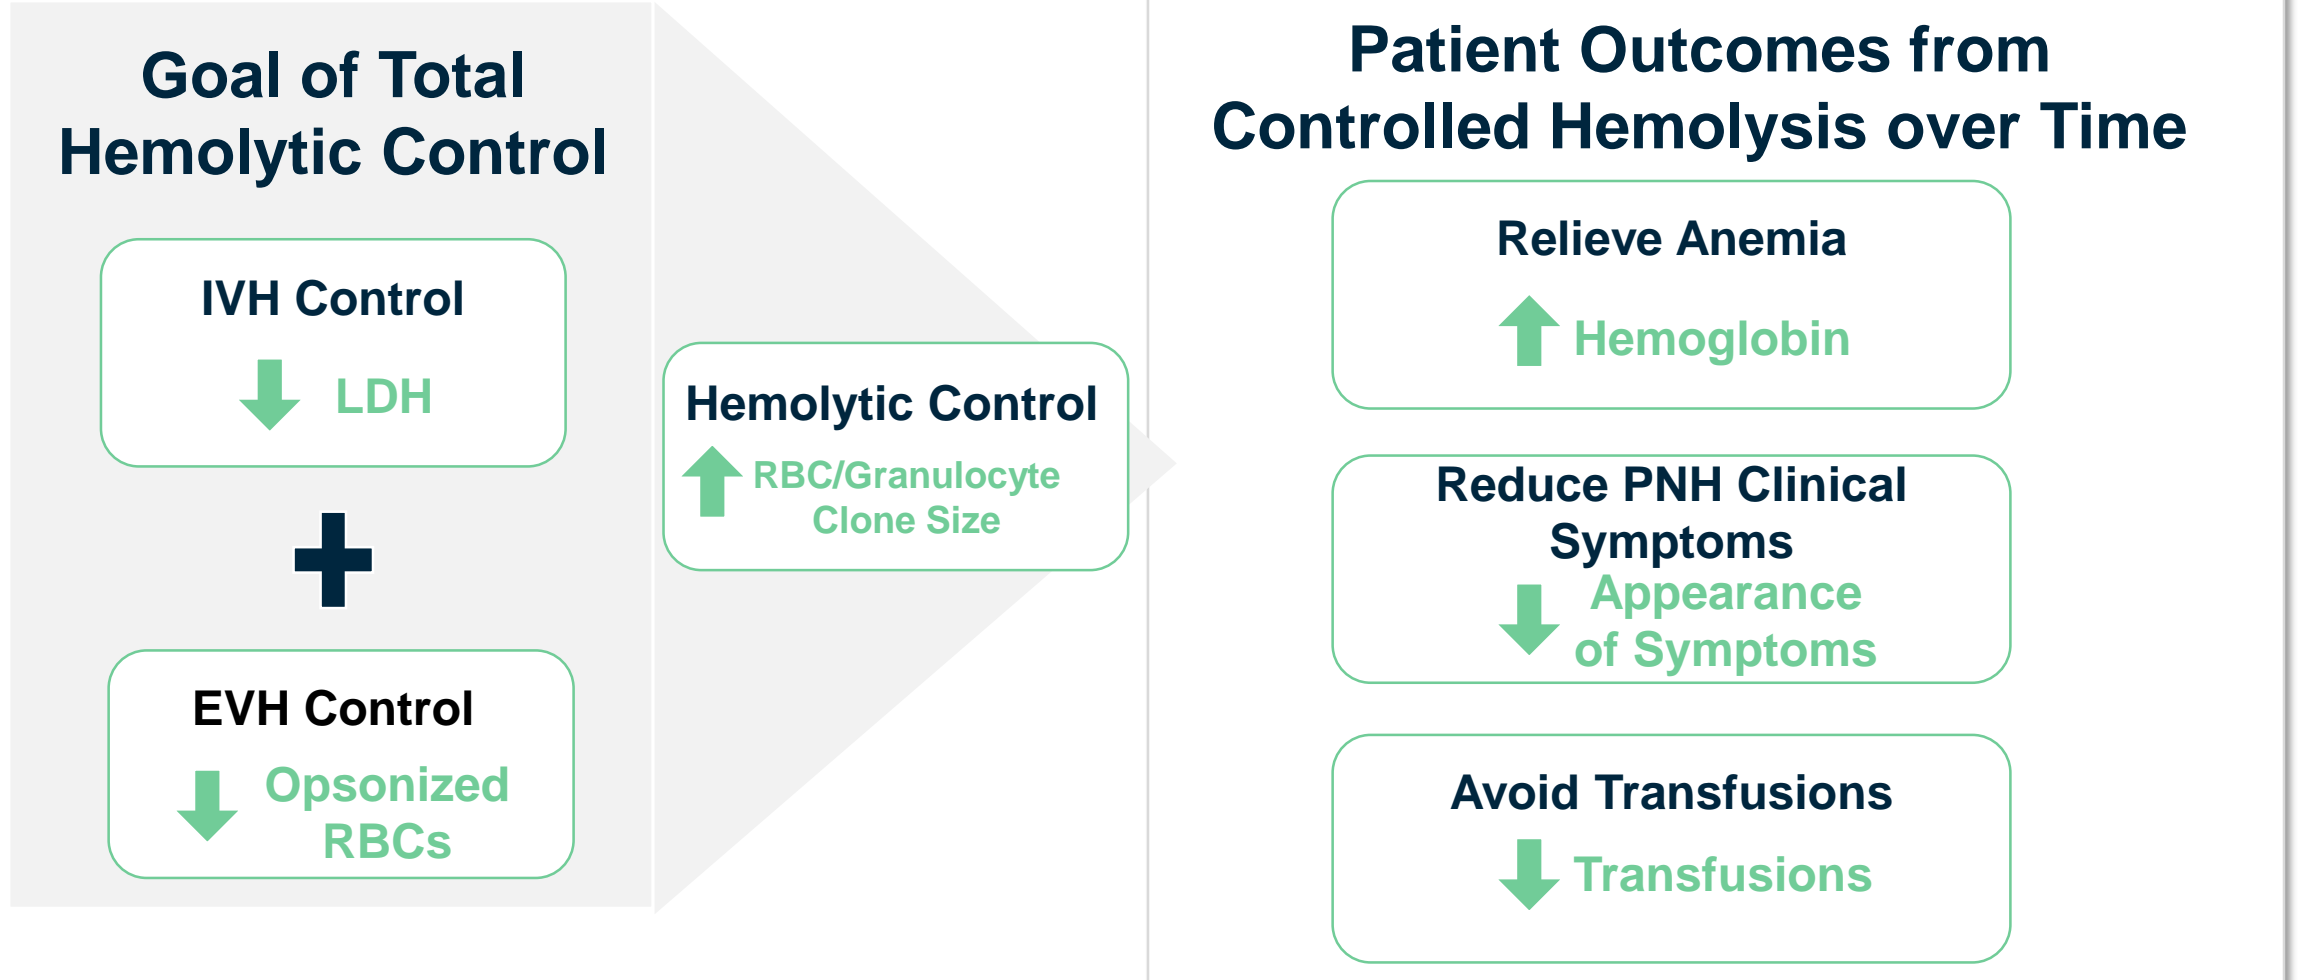 Goal of Total
Hemolytic Control
IVH Control
LDH
EVH Control
Opsonized
RBCs
Hemolytic Control
RBC/Granulocyte
Clone Size
Patient Outcomes from
Controlled Hemolysis over Time
Relieve Anemia
Hemoglobin
Reduce PNH Clinical
Symptoms
Appearance
of Symptoms
Avoid Transfusions
Transfusions